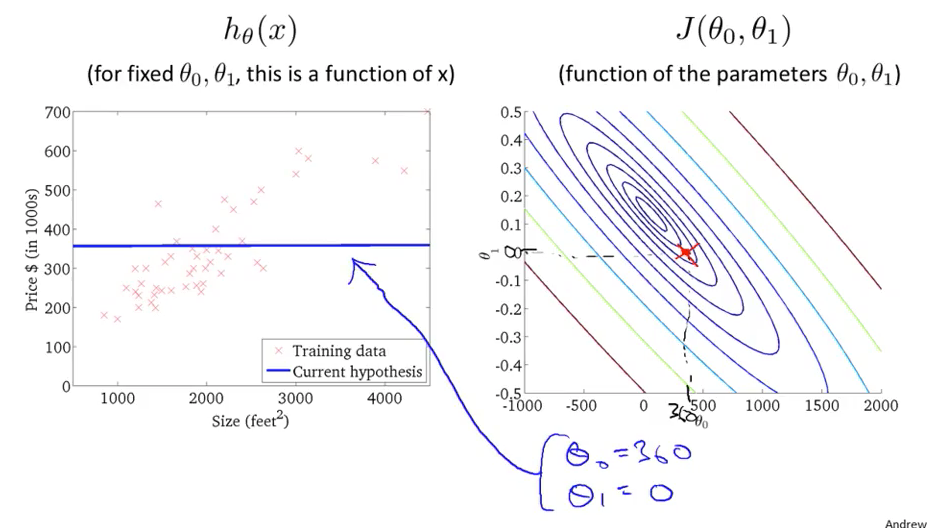 h_θ(x)
(for fixed θ₀, θ₁, this is a function of x)
700
600
500
400
300
200
100
0
Price $ (in 1000s)
1000 2000 3000 4000
Size (feet²)
Training data
Current hypothesis
J(θ₀, θ₁)
(function of the parameters θ₀, θ₁)
0.5
0.4
0.3
0.2
0.1
0
-0.1
-0.2
-0.3
-0.4
-0.5
θ₁
-1000 -500 0 500 1000 1500 2000
360
θ₀
θ₀ = 360
θ₁ = 0
Andrew